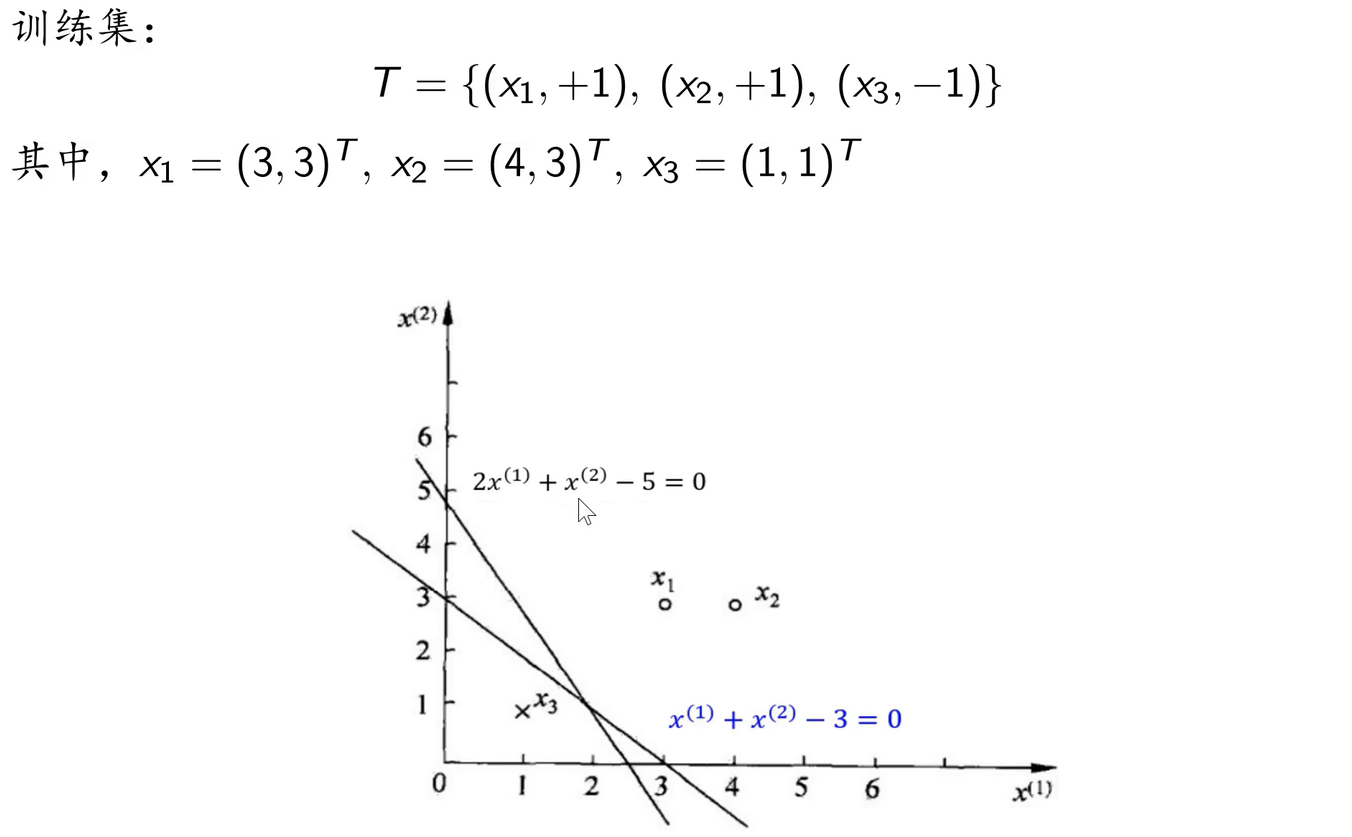 训练集：
T = {(x₁, +1), (x₂, +1), (x₃, −1)}
其中，x₁ = (3, 3)ᵀ, x₂ = (4, 3)ᵀ, x₃ = (1, 1)ᵀ
x⁽²⁾
6
2x⁽¹⁾ + x⁽²⁾ − 5 = 0
5
4
x₁
x₂
3
2
x₃
1
x⁽¹⁾ + x⁽²⁾ − 3 = 0
0 1 2 3 4 5 6 x⁽¹⁾